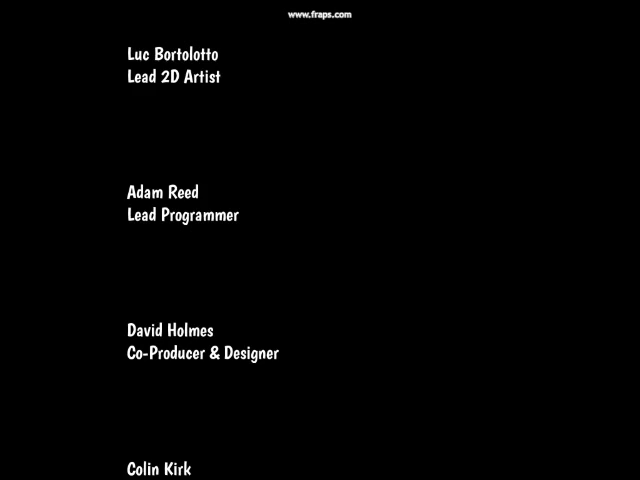 www.fraps.com
Luc Bortolotto
Lead 2D Artist
Adam Reed
Lead Programmer
David Holmes
Co-Producer & Designer
Colin Kirk